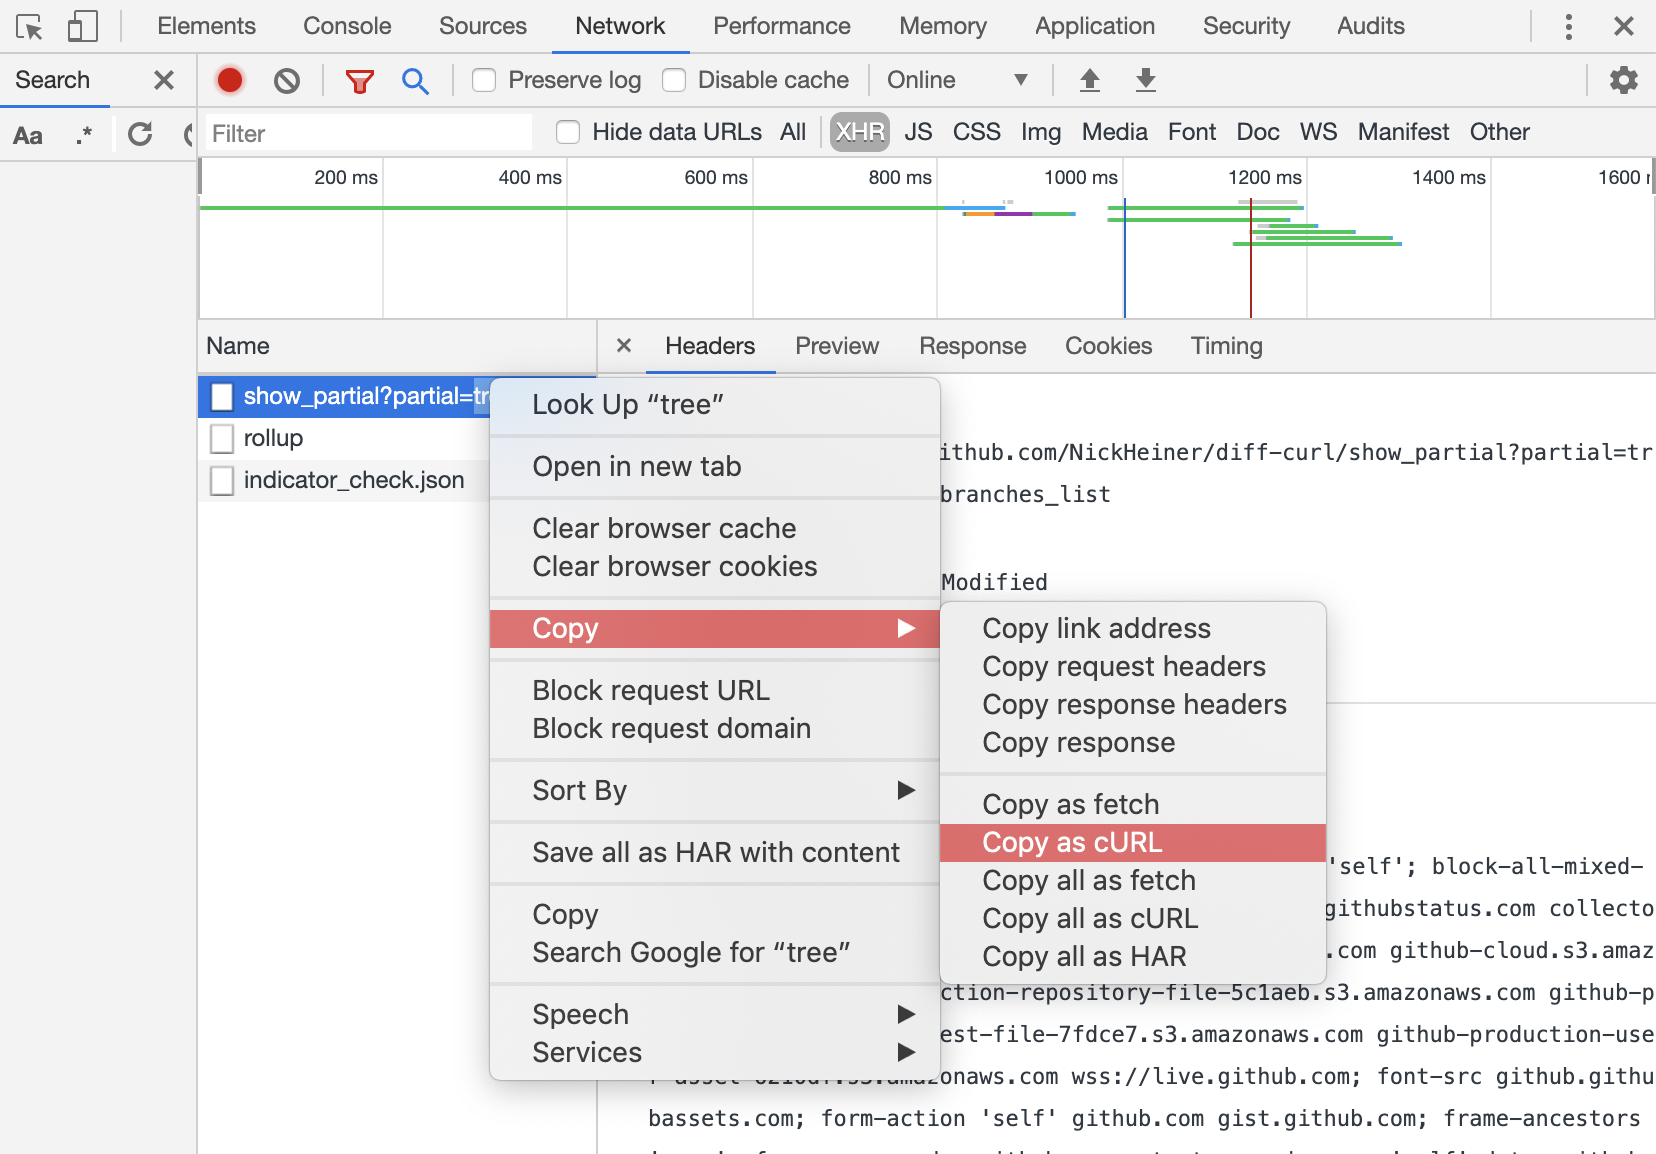 Elements Console Sources Network Performance Memory Application Security Audits
Search Preserve log Disable cache Online
Aa .* Filter Hide data URLs All XHR JS CSS Img Media Font Doc WS Manifest Other
200 ms 400 ms 600 ms 800 ms 1000 ms 1200 ms 1400 ms 1600
Name Headers Preview Response Cookies Timing
show_partial?partial=tr
rollup
indicator_check.json
Look Up “tree”
Open in new tab
Clear browser cache
Clear browser cookies
Copy
Block request URL
Block request domain
Sort By
Save all as HAR with content
Copy
Search Google for “tree”
Speech
Services
Copy link address
Copy request headers
Copy response headers
Copy response
Copy as fetch
Copy as cURL
Copy all as fetch
Copy all as cURL
Copy all as HAR
ithub.com/NickHeiner/diff-curl/show_partial?partial=tr
branches_list
Modified
'self'; block-all-mixed-
githubstatus.com collecto
.com github-cloud.s3.amaz
ction-repository-file-5c1aeb.s3.amazonaws.com github-p
est-file-7fdce7.s3.amazonaws.com github-production-use
onaws.com wss://live.github.com; font-src github.githu
bassets.com; form-action 'self' github.com gist.github.com; frame-ancestors